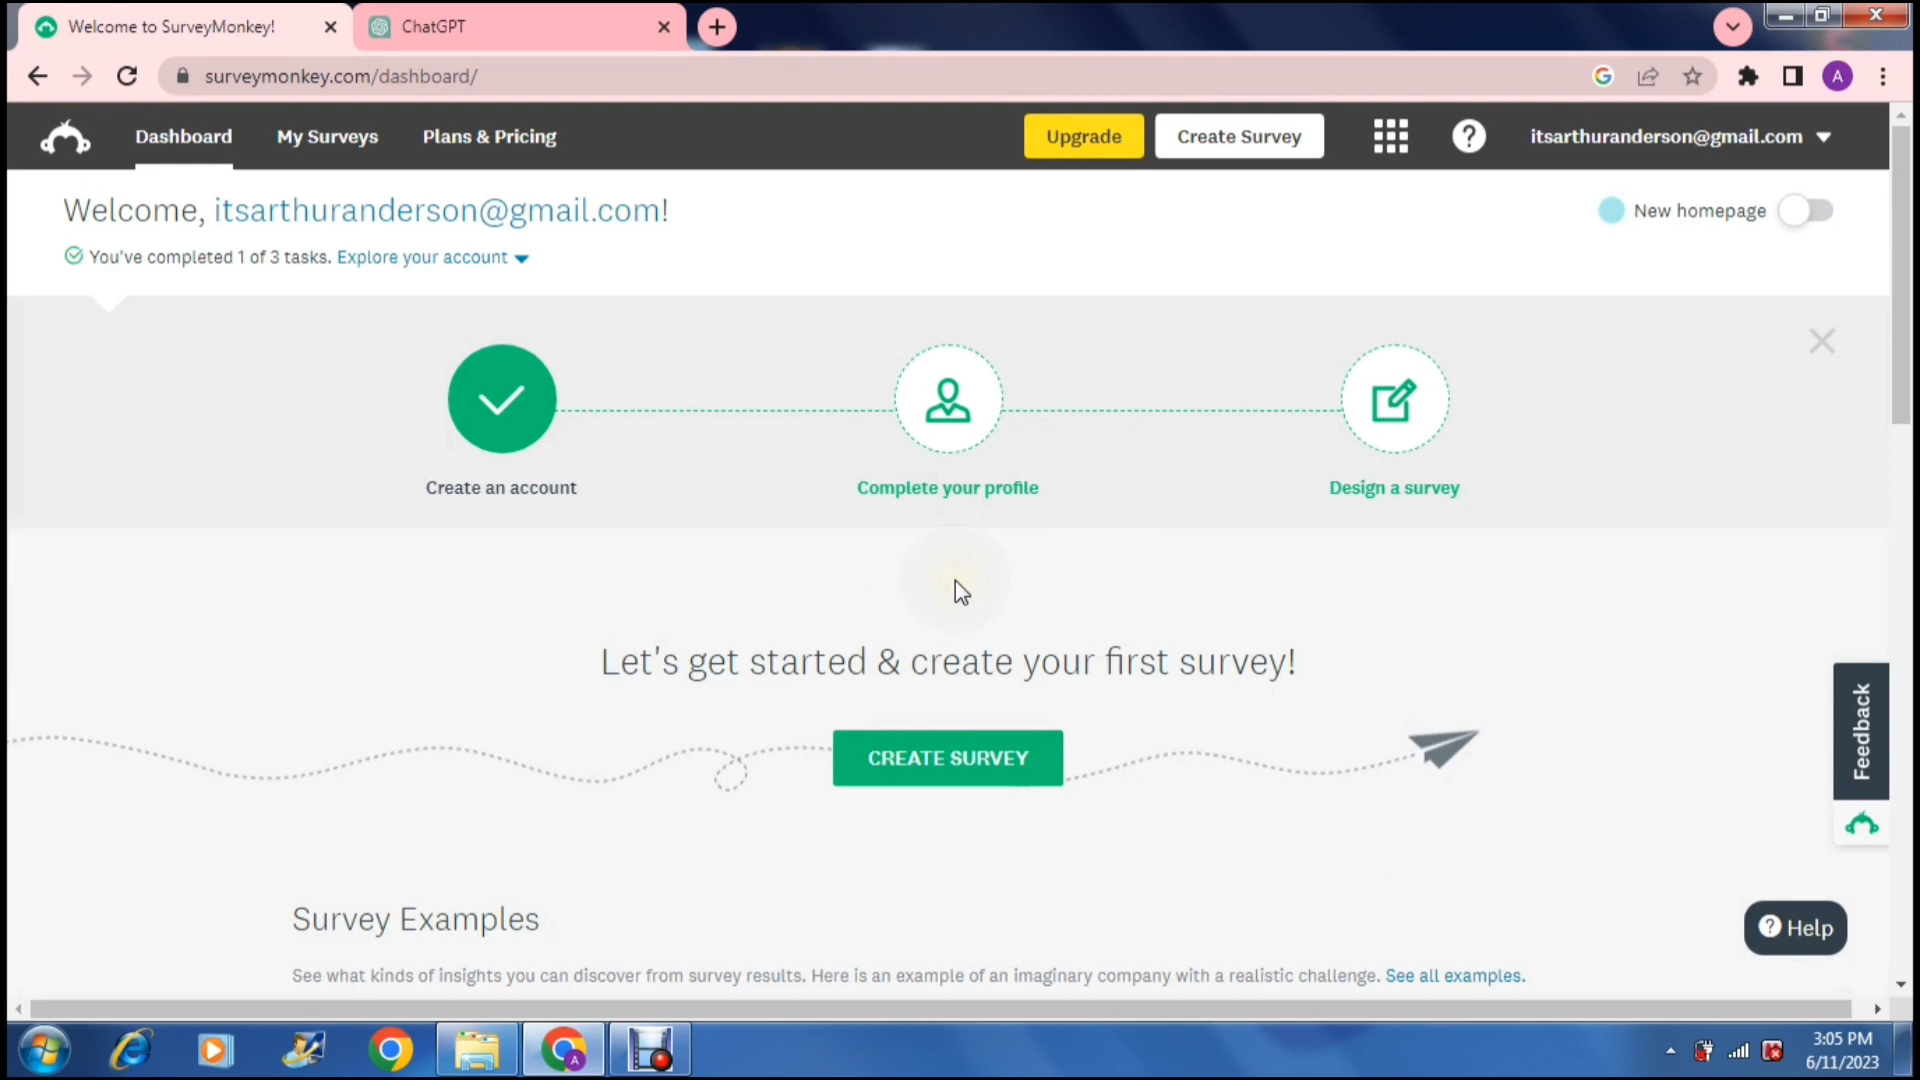 Welcome to SurveyMonkey!
ChatGPT
surveymonkey.com/dashboard/
A
Dashboard
My Surveys
Plans & Pricing
Upgrade
Create Survey
itsarthuranderson@gmail.com
Welcome, itsarthuranderson@gmail.com!
New homepage
You've completed 1 of 3 tasks. Explore your account
Create an account
Complete your profile
Design a survey
Let's get started & create your first survey!
CREATE SURVEY
Feedback
Survey Examples
Help
See what kinds of insights you can discover from survey results. Here is an example of an imaginary company with a realistic challenge. See all examples.
A
3:05 PM
6/11/2023